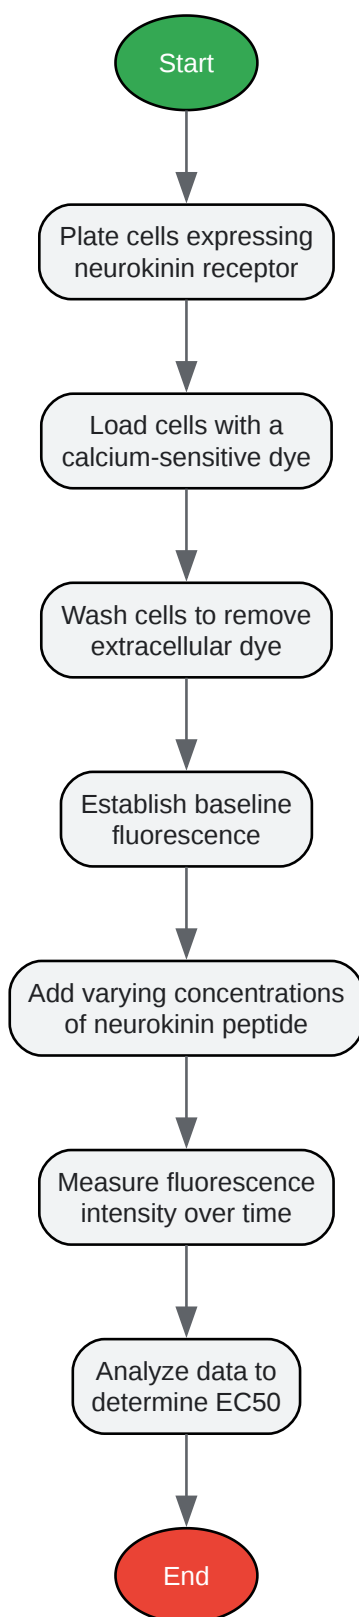 Start
Plate cells expressing
neurokinin receptor
Load cells with a
calcium-sensitive dye
Wash cells to remove
extracellular dye
Establish baseline
fluorescence
Add varying concentrations
of neurokinin peptide
Measure fluorescence
intensity over time
Analyze data to
determine EC50
End